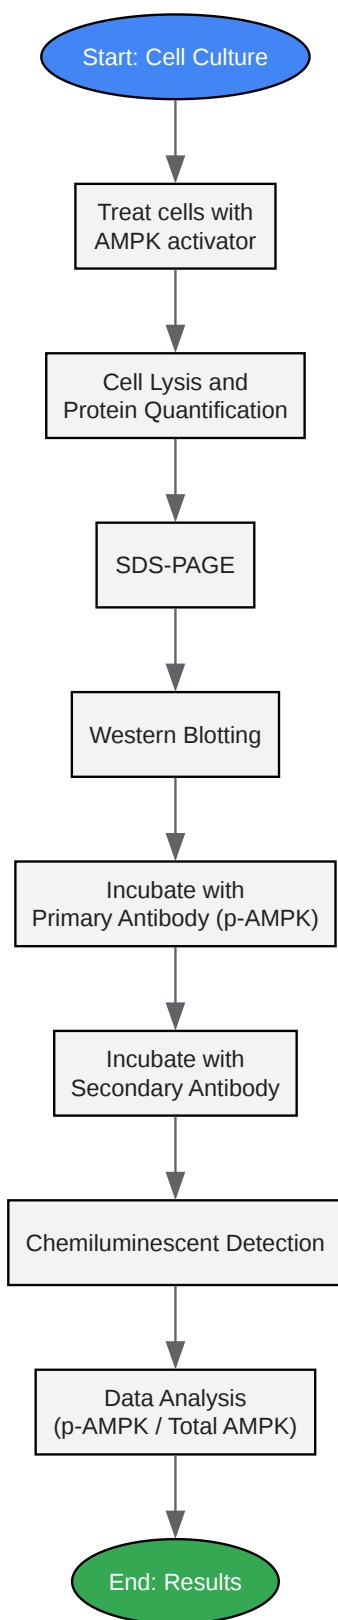 Start: Cell Culture
Treat cells with
AMPK activator
Cell Lysis and
Protein Quantification
SDS-PAGE
Western Blotting
Incubate with
Primary Antibody (p-AMPK)
Incubate with
Secondary Antibody
Chemiluminescent Detection
Data Analysis
(p-AMPK / Total AMPK)
End: Results